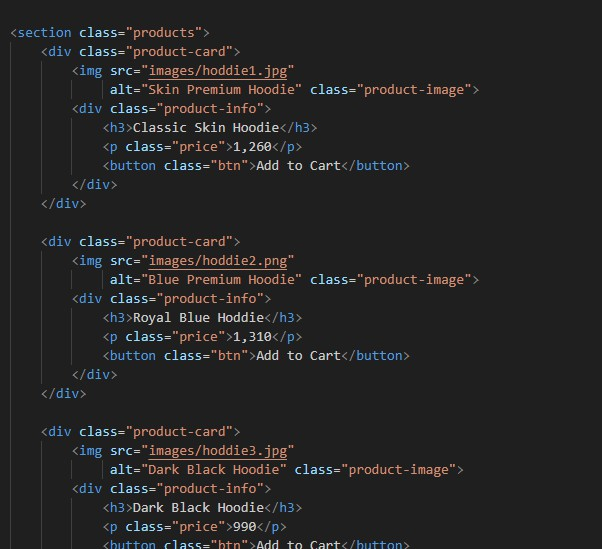 <section class="products">
<div class="product-card">
<img src="images/hoddie1.jpg"
alt="Skin Premium Hoodie" class="product-image">
<div class="product-info">
<h3>Classic Skin Hoodie</h3>
<p class="price">1,260</p>
<button class="btn">Add to Cart</button>
</div>
</div>
<div class="product-card">
<img src="images/hoddie2.png"
alt="Blue Premium Hoodie" class="product-image">
<div class="product-info">
<h3>Royal Blue Hoddie</h3>
<p class="price">1,310</p>
<button class="btn">Add to Cart</button>
</div>
</div>
<div class="product-card">
<img src="images/hoddie3.jpg"
alt="Dark Black Hoodie" class="product-image">
<div class="product-info">
<h3>Dark Black Hoodie</h3>
<p class="price">990</p>
<button class="btn">Add to Cart</button>